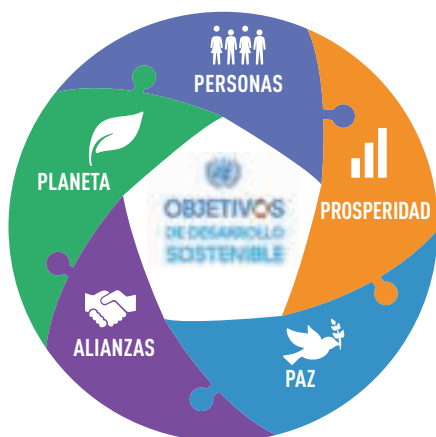 PERSONAS
PLANETA
PROSPERIDAD
OBJETIVOS
DE DESARROLLO
SOSTENIBLE
ALIANZAS
PAZ